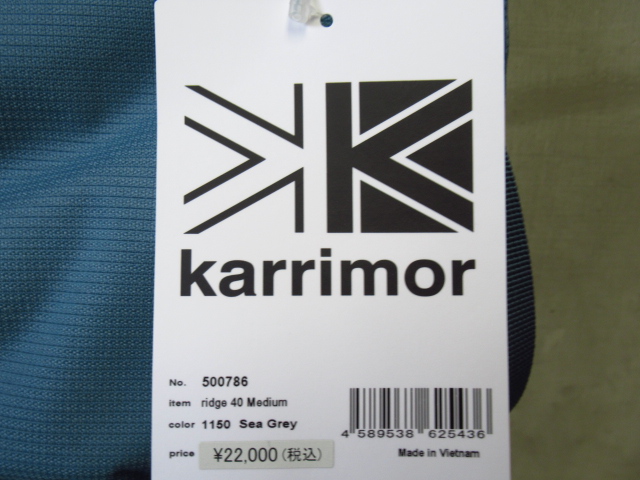 karrimor
No. 500786
item ridge 40 Medium
color 1150 Sea Grey
price ¥22,000(税込)
4 589538 625436
Made in Vietnam